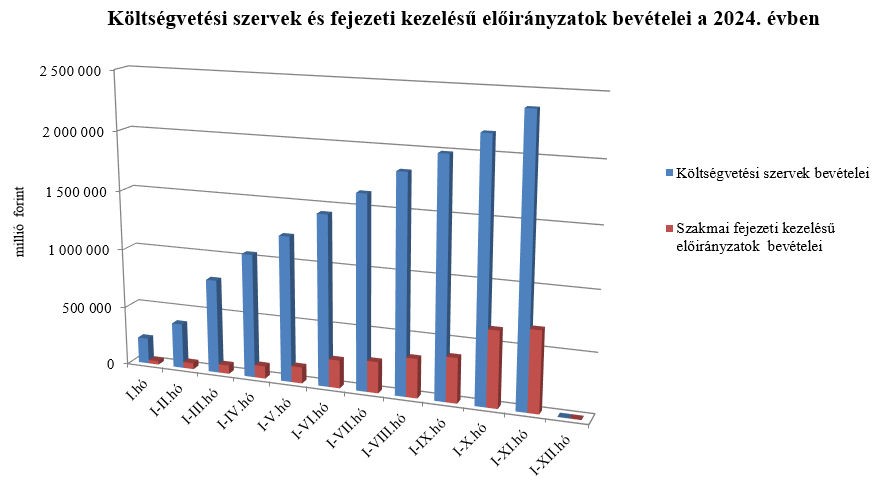 Költségvetési szervek és fejezeti kezelésű előirányzatok bevételei a 2024. évben
2 500 000
2 000 000
1 500 000
1 000 000
500 000
0
millió forint
I.hó
I-II.hó
I-III.hó
I-IV.hó
I-V.hó
I-VI.hó
I-VII.hó
I-VIII.hó
I-IX.hó
I-X.hó
I-XI.hó
I-XII.hó
Költségvetési szervek bevételei
Szakmai fejezeti kezelésű
előirányzatok bevételei